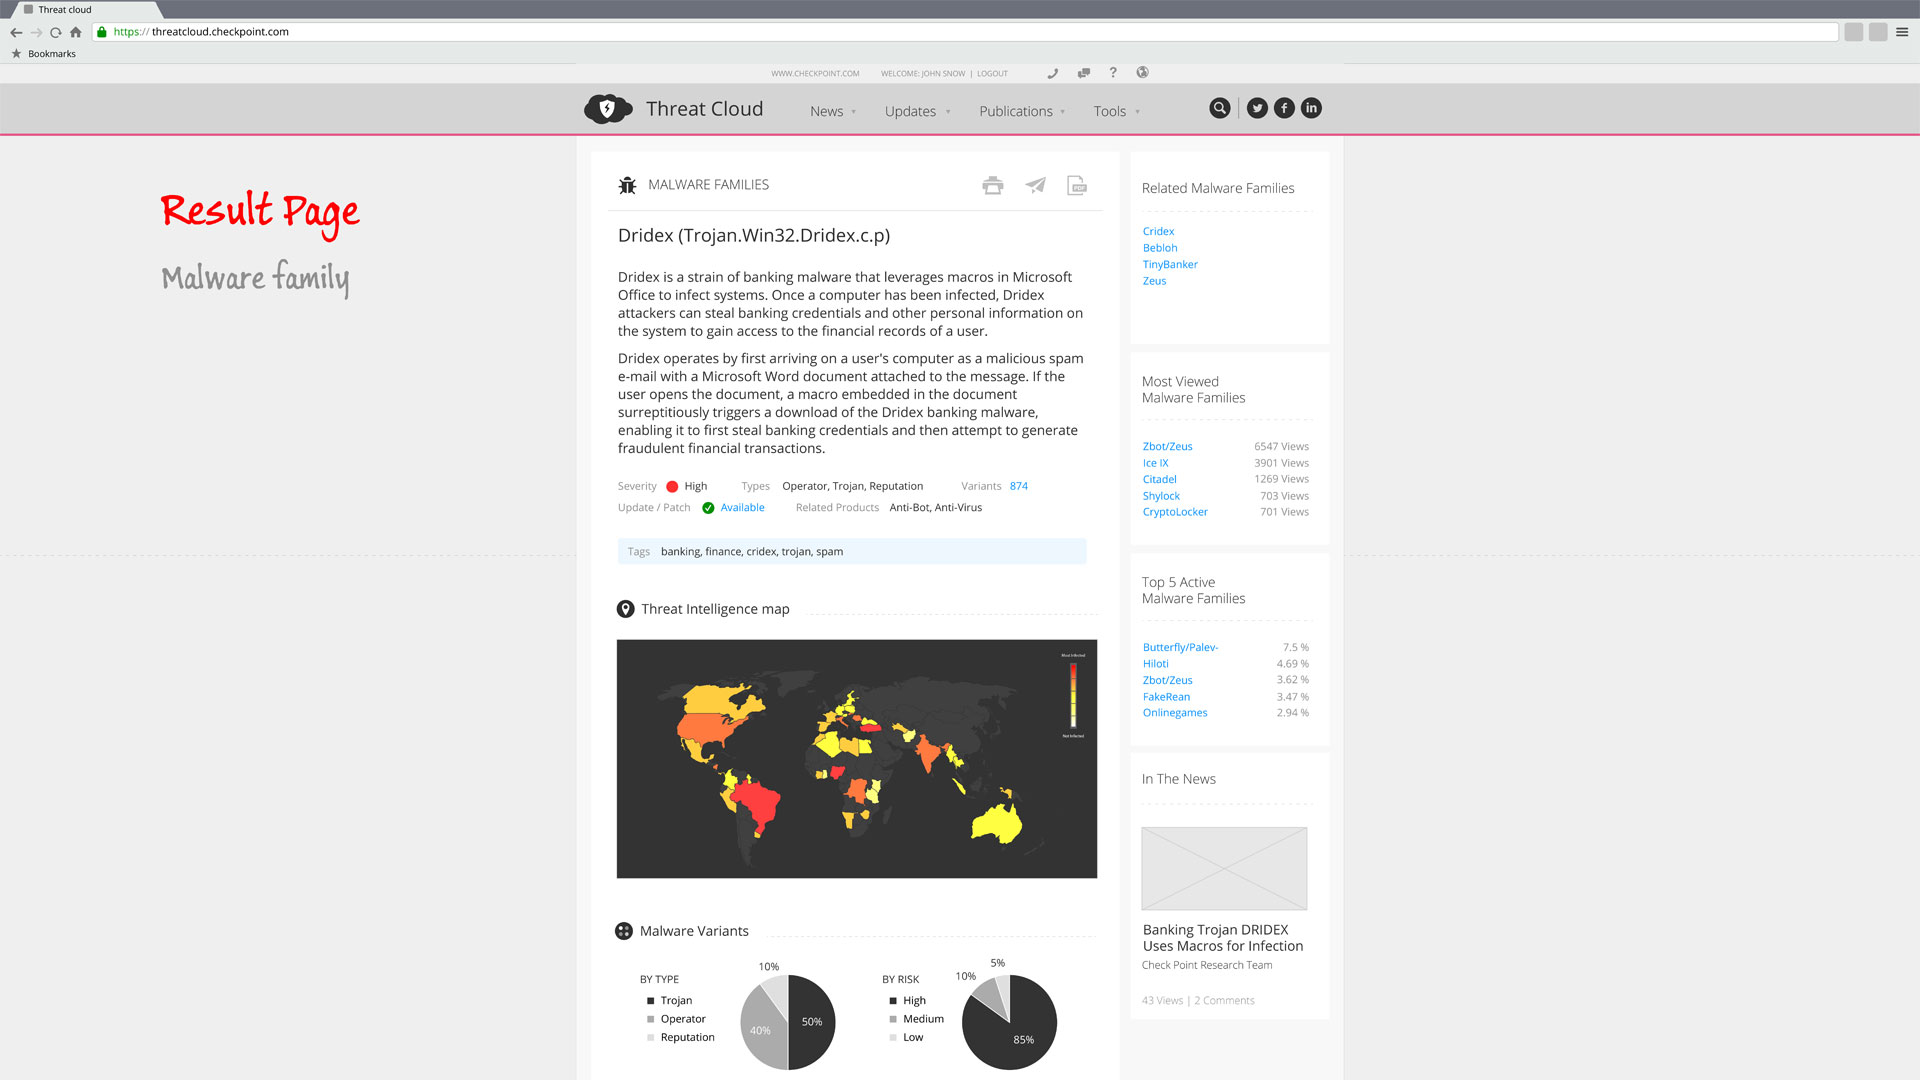 Threat cloud
https:// threatcloud.checkpoint.com
Bookmarks
WWW.CHECKPOINT.COM WELCOME: JOHN SNOW | LOGOUT ?
Threat Cloud News Updates Publications Tools
Result Page
Malware family
MALWARE FAMILIES PDF
Dridex (Trojan.Win32.Dridex.c.p)
Dridex is a strain of banking malware that leverages macros in Microsoft
Office to infect systems. Once a computer has been infected, Dridex
attackers can steal banking credentials and other personal information on
the system to gain access to the financial records of a user.
Dridex operates by first arriving on a user's computer as a malicious spam
e-mail with a Microsoft Word document attached to the message. If the
user opens the document, a macro embedded in the document
surreptitiously triggers a download of the Dridex banking malware,
enabling it to first steal banking credentials and then attempt to generate
fraudulent financial transactions.
Severity High Types Operator, Trojan, Reputation Variants 874
Update / Patch Available Related Products Anti-Bot, Anti-Virus
Tags banking, finance, cridex, trojan, spam
Threat Intelligence map
Most Infected
Not Infected
Malware Variants
BY TYPE
Trojan
Operator
Reputation
10%
40%
50%
BY RISK
High
Medium
Low
5%
10%
85%
Related Malware Families
Cridex
Bebloh
TinyBanker
Zeus
Most Viewed
Malware Families
Zbot/Zeus 6547 Views
Ice IX 3901 Views
Citadel 1269 Views
Shylock 703 Views
CryptoLocker 701 Views
Top 5 Active
Malware Families
Butterfly/Palev- 7.5 %
Hiloti 4.69 %
Zbot/Zeus 3.62 %
FakeRean 3.47 %
Onlinegames 2.94 %
In The News
Banking Trojan DRIDEX
Uses Macros for Infection
Check Point Research Team
43 Views | 2 Comments